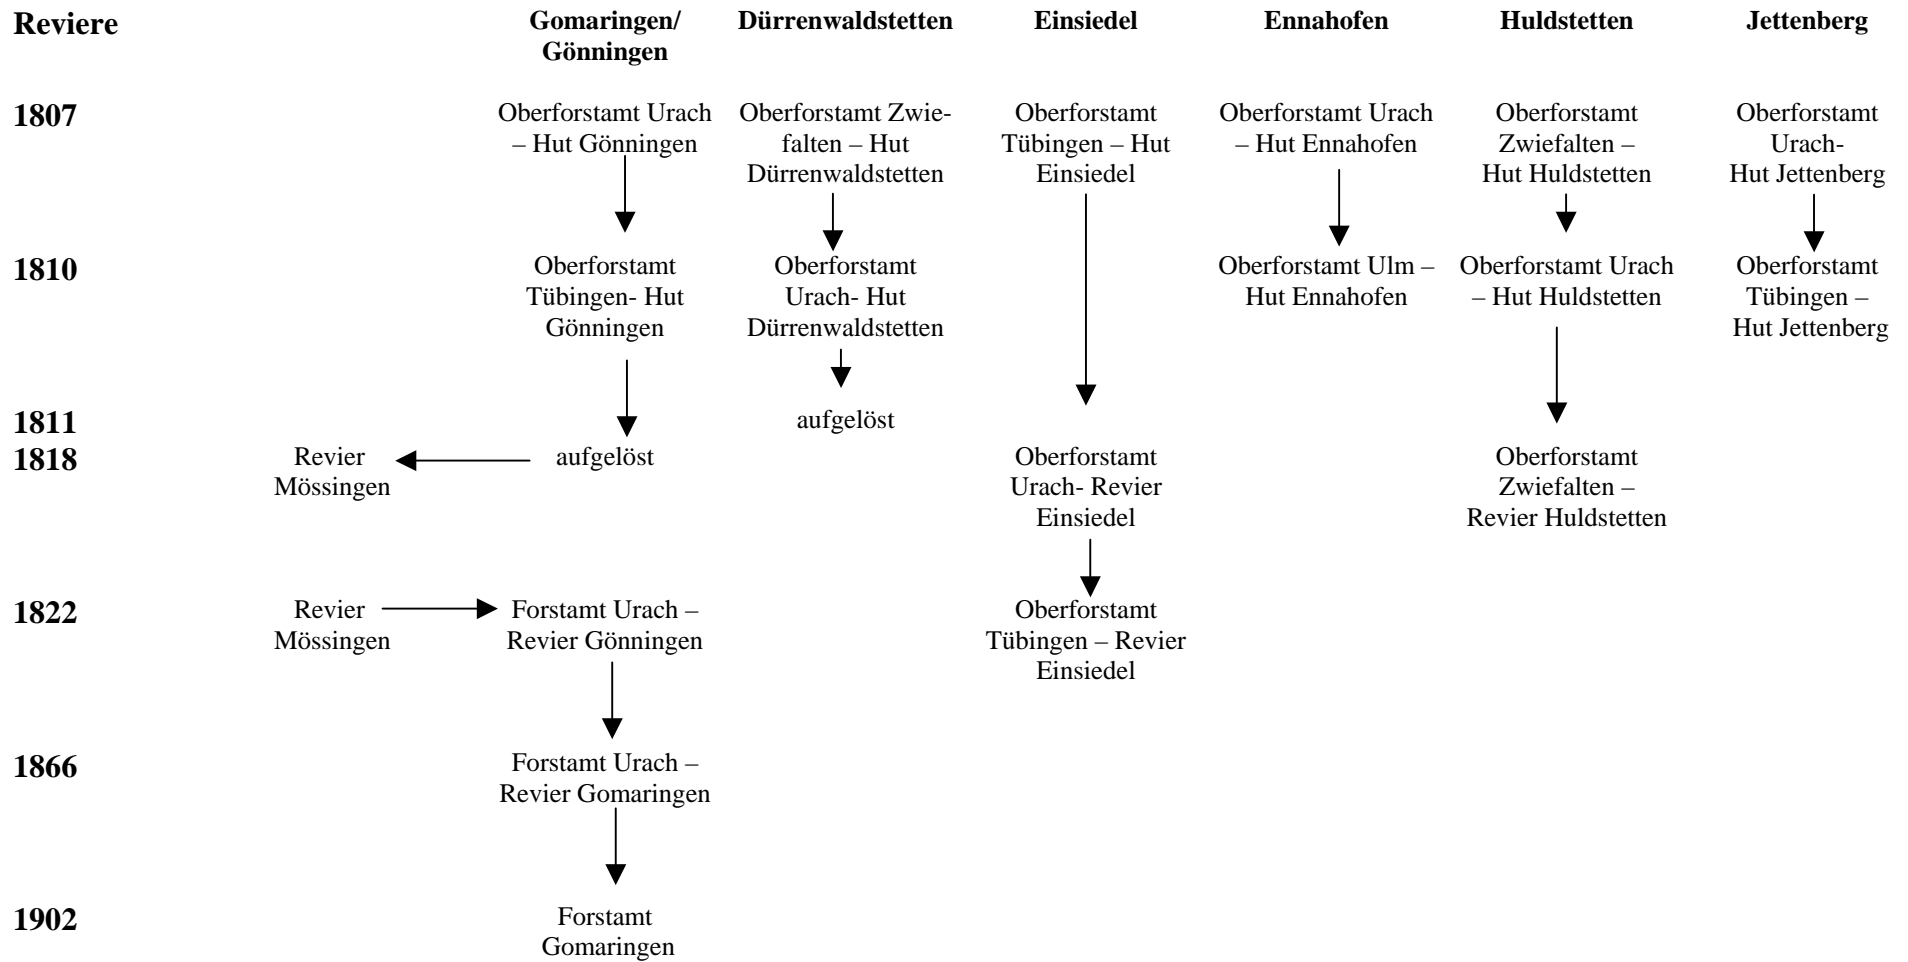 Reviere
Gomaringen/
Gönningen
Dürrenwaldstetten
Einsiedel
Ennahofen
Huldstetten
Jettenberg
1807
Oberforstamt Urach
– Hut Gönningen
Oberforstamt Zwie-
falten – Hut
Dürrenwaldstetten
Oberforstamt
Tübingen – Hut
Einsiedel
Oberforstamt Urach
– Hut Ennahofen
Oberforstamt
Zwiefalten –
Hut Huldstetten
Oberforstamt
Urach-
Hut Jettenberg
1810
Oberforstamt
Tübingen- Hut
Gönningen
Oberforstamt
Urach- Hut
Dürrenwaldstetten
Oberforstamt Ulm –
Hut Ennahofen
Oberforstamt Urach
– Hut Huldstetten
Oberforstamt
Tübingen –
Hut Jettenberg
1811
aufgelöst
1818
Revier
Mössingen
aufgelöst
Oberforstamt
Urach- Revier
Einsiedel
Oberforstamt
Zwiefalten –
Revier Huldstetten
1822
Revier
Mössingen
Forstamt Urach –
Revier Gönningen
Oberforstamt
Tübingen – Revier
Einsiedel
1866
Forstamt Urach –
Revier Gomaringen
1902
Forstamt
Gomaringen